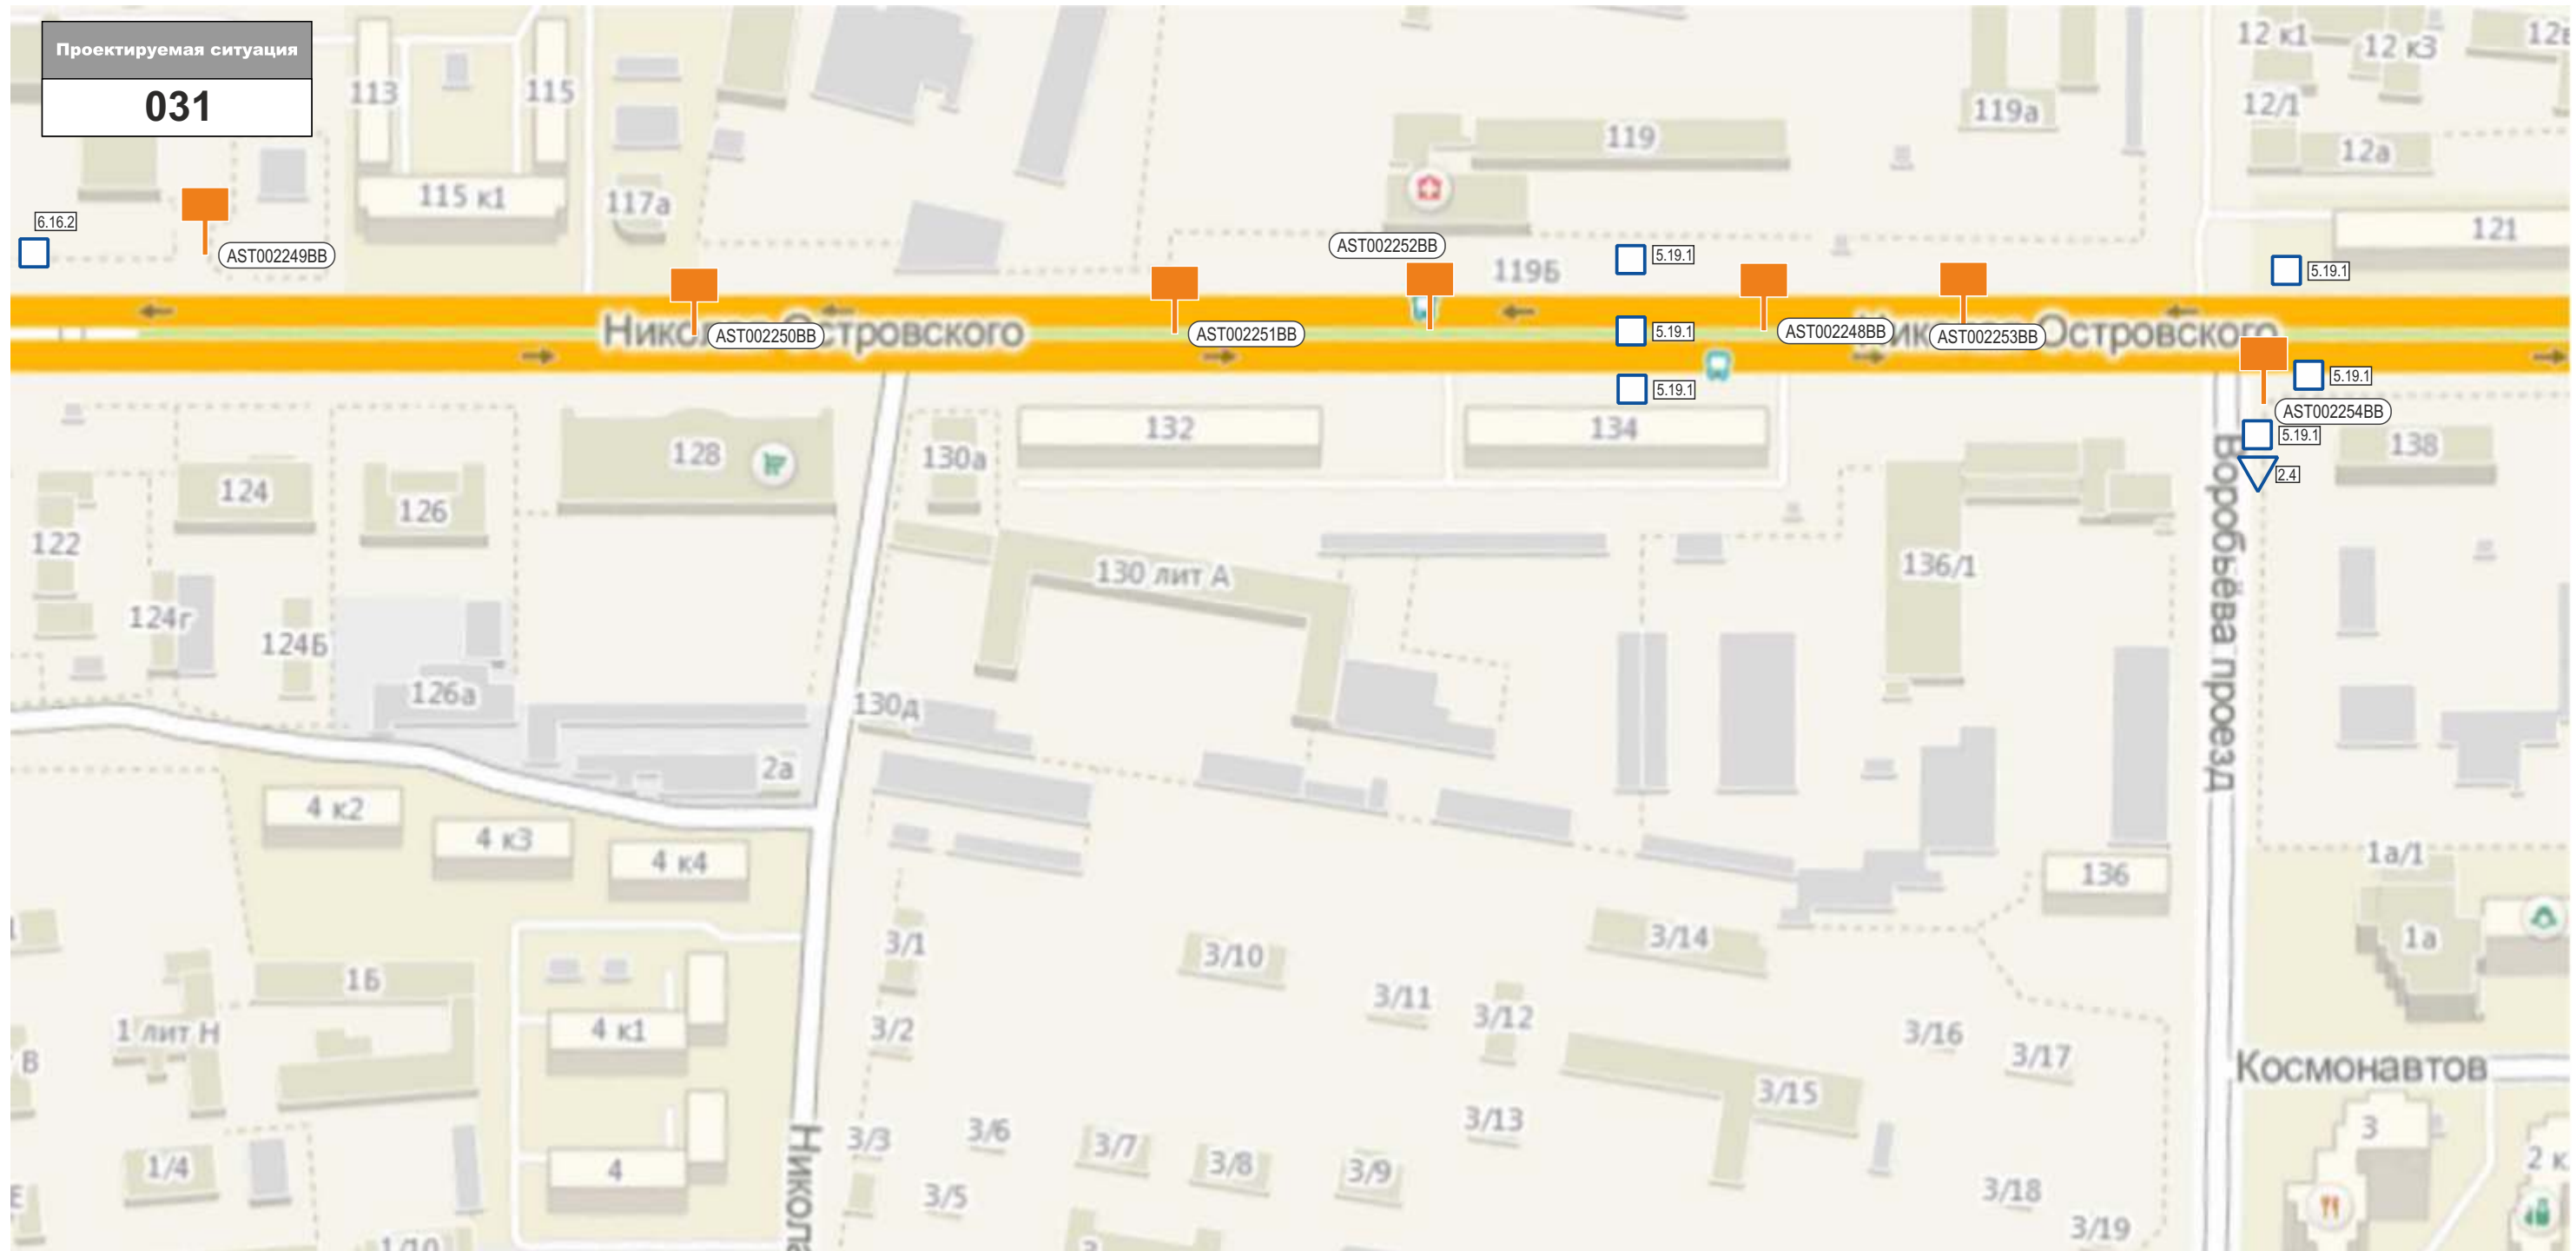 Проектируемая ситуация
031
113
115
115 к1
117а
119
119а
12 к1
12 к3
12/1
12а
121
6.16.2
AST002249BB
AST002252BB
119Б
5.19.1
5.19.1
AST002250BB
AST002251BB
5.19.1
AST002248BB
AST002253BB
Островского
Островского
5.19.1
5.19.1
AST002254BB
5.19.1
2.4
132
134
138
128
130а
124
126
122
124г
124Б
126а
130 лит А
136/1
Воробьёва проезд
130д
2а
4 к2
4 к3
4 к4
136
1а/1
1а
3/1
3/10
3/14
1Б
3/11
3/12
1 лит Н
4 к1
3/2
3/16
3/17
В
Космонавтов
3/15
3/13
3
3/3
3/6
3/7
3/8
3/9
1/4
4
3/5
3/18
3/19
2 к
1/10